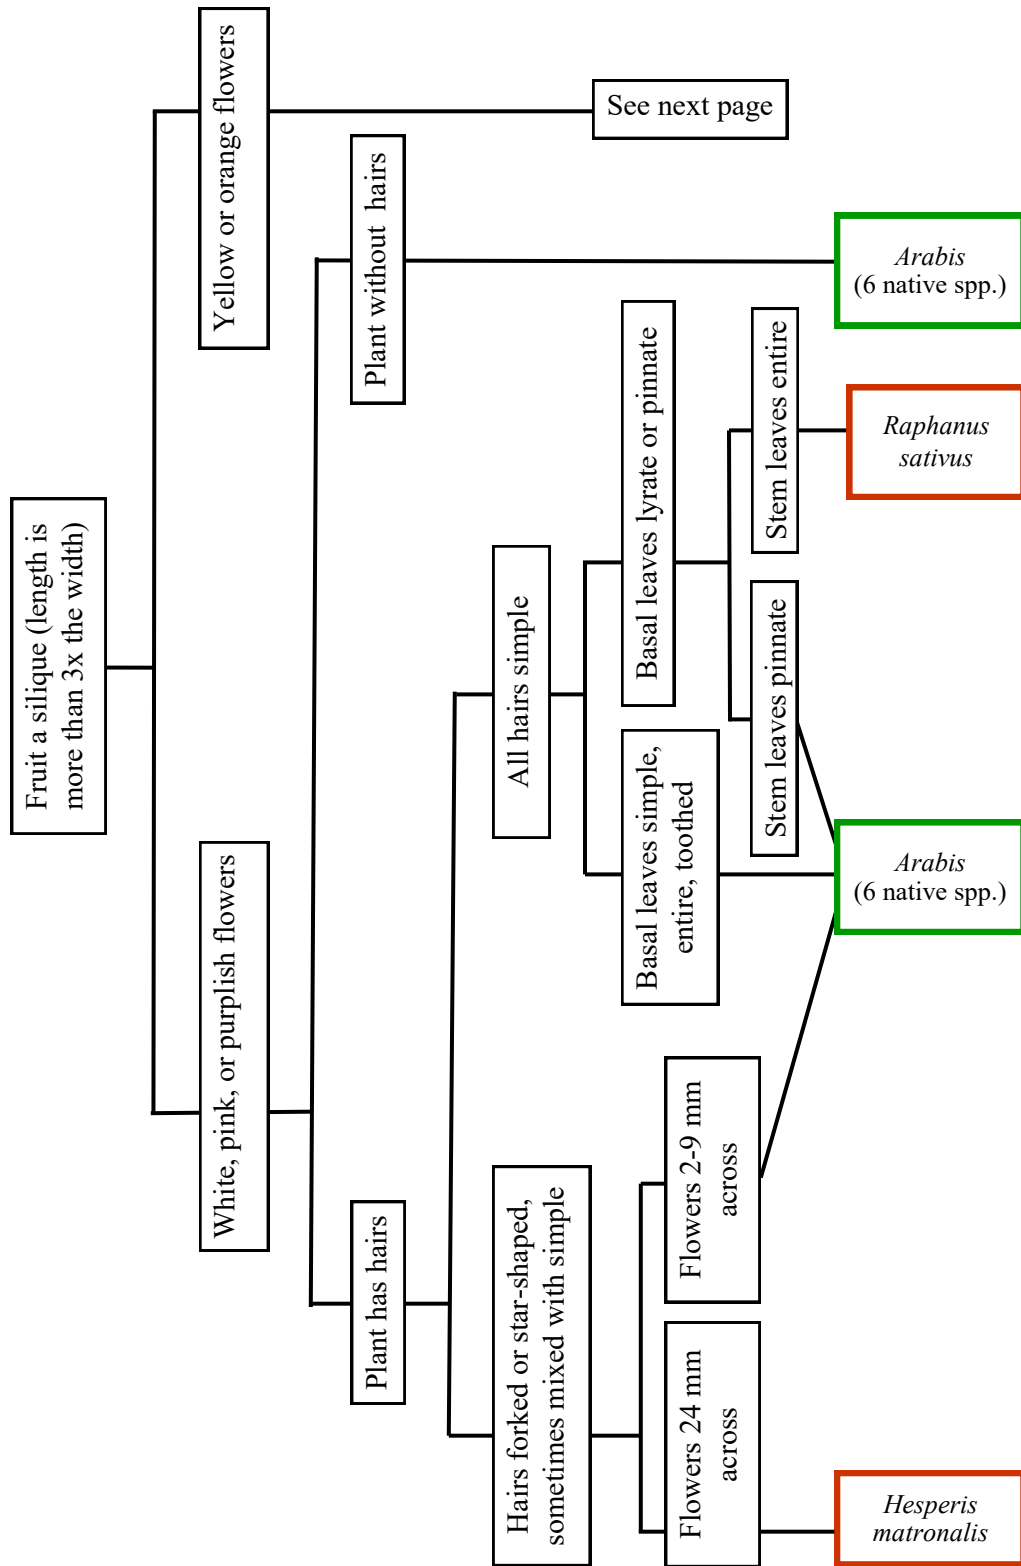 Fruit a silique (length is
more than 3x the width)
White, pink, or purplish flowers
Yellow or orange flowers
Plant has hairs
Plant without hairs
See next page
Hairs forked or star-shaped,
sometimes mixed with simple
All hairs simple
Flowers 24 mm
across
Flowers 2-9 mm
across
Basal leaves simple,
entire, toothed
Basal leaves lyrate or pinnate
Stem leaves pinnate
Stem leaves entire
Hesperis
matronalis
Arabis
(6 native spp.)
Raphanus
sativus
Arabis
(6 native spp.)